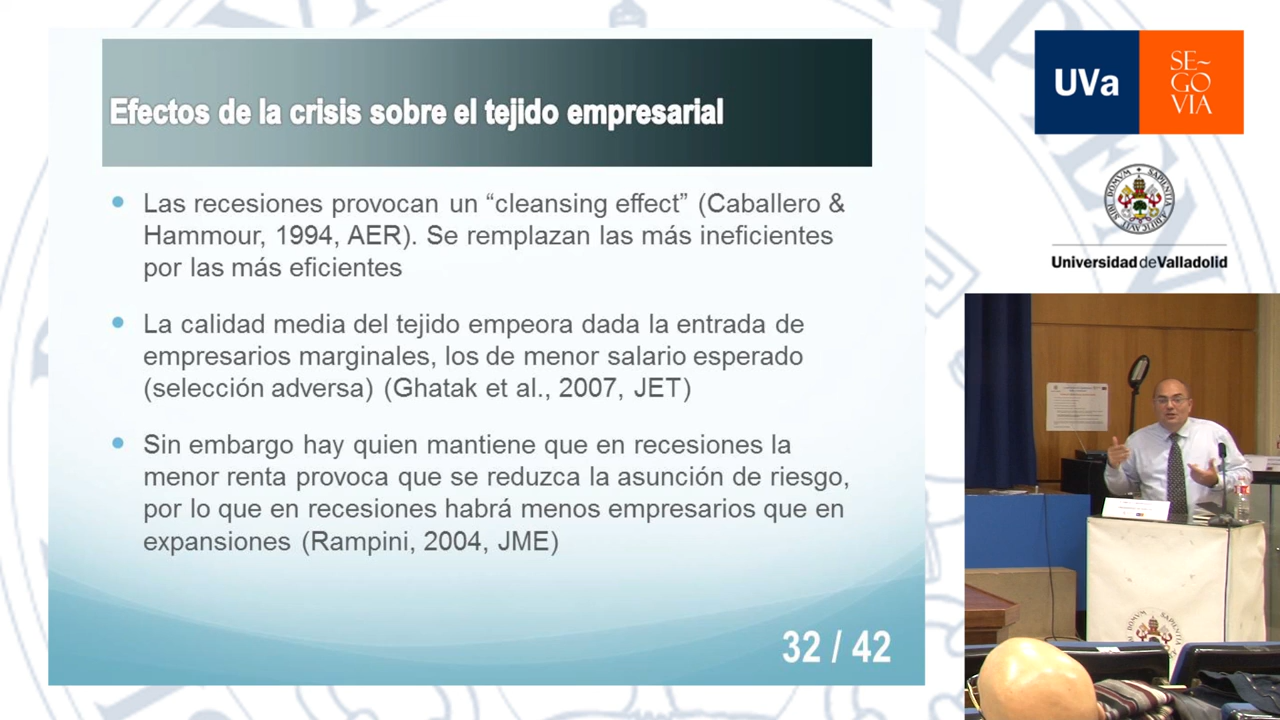 Efectos de la crisis sobre el tejido empresarial
Las recesiones provocan un “cleansing effect” (Caballero &
Hammour, 1994, AER). Se remplazan las más ineficientes
por las más eficientes
La calidad media del tejido empeora dada la entrada de
empresarios marginales, los de menor salario esperado
(selección adversa) (Ghatak et al., 2007, JET)
Sin embargo hay quien mantiene que en recesiones la
menor renta provoca que se reduzca la asunción de riesgo,
por lo que en recesiones habrá menos empresarios que en
expansiones (Rampini, 2004, JME)
32 / 42
UVa
SE~
GO
VIA
Universidad de Valladolid